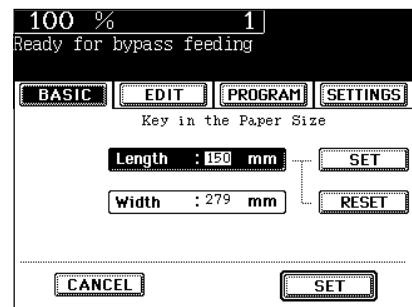 100 % 1
Ready for bypass feeding
BASIC EDIT PROGRAM SETTINGS
Key in the Paper Size
Length : 150 mm SET
Width : 279 mm RESET
CANCEL SET